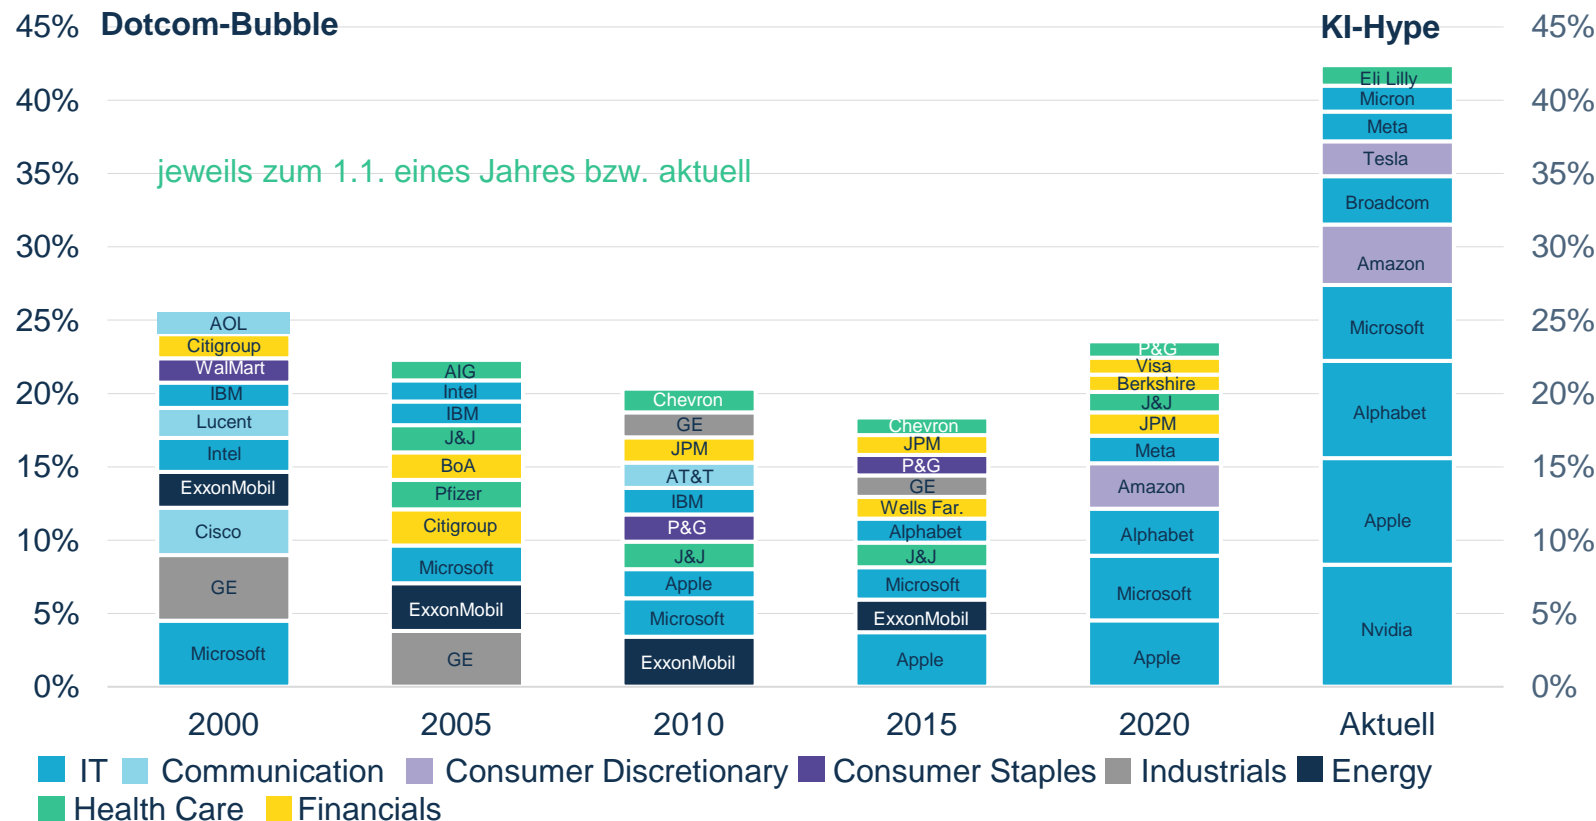 45% Dotcom-Bubble KI-Hype 45%
Eli Lilly
40% Micron 40%
Meta
jeweils zum 1.1. eines Jahres bzw. aktuell
Tesla
35% 35%
Broadcom
30% 30%
Amazon
25% AOL Microsoft 25%
Citigroup P&G
WalMart AIG Visa
20% IBM Intel Chevron Berkshire 20%
Lucent IBM GE Chevron J&J Alphabet
Intel J&J JPM JPM JPM
15% ExxonMobil BoA AT&T P&G Meta 15%
Cisco Pfizer IBM GE Amazon
10% Citigroup P&G Wells Far. Alphabet Apple 10%
GE Microsoft J&J Alphabet
5% ExxonMobil Apple J&J Microsoft 5%
Microsoft GE Microsoft Microsoft Apple Nvidia
ExxonMobil ExxonMobil
Apple
0% 0%
2000 2005 2010 2015 2020 Aktuell
IT Communication Consumer Discretionary Consumer Staples Industrials Energy
Health Care Financials